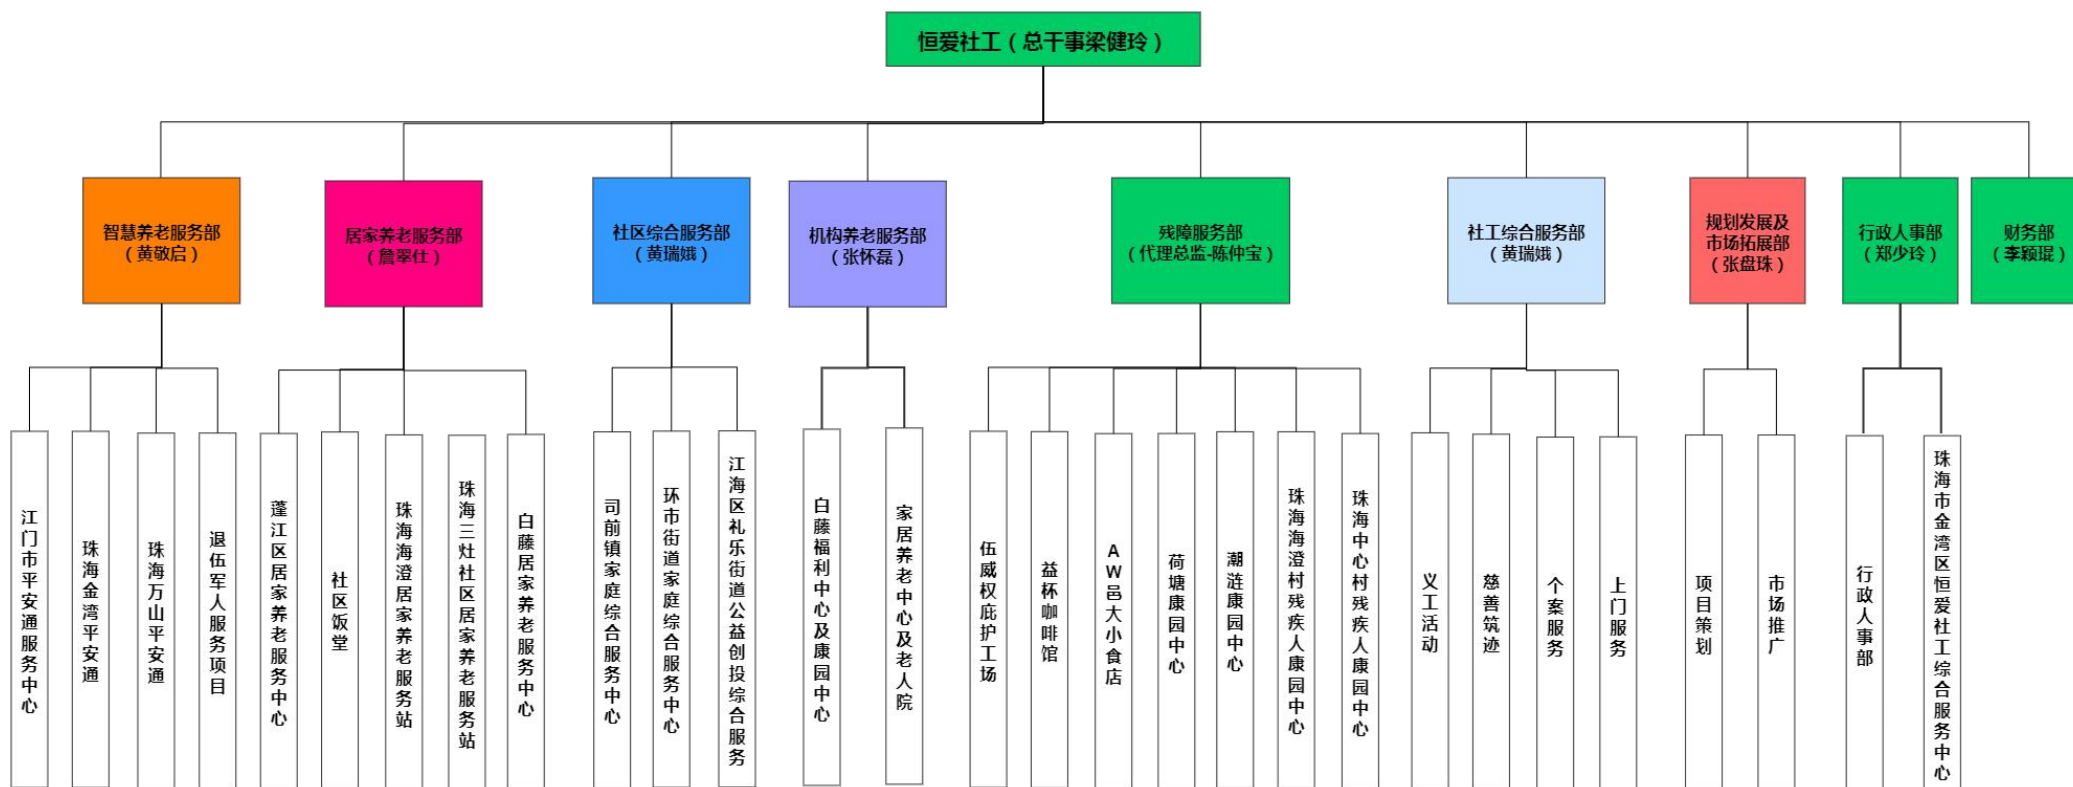 恒爱社工（总干事梁健玲）
智慧养老服务部
（黄敬启）
居家养老服务部
（詹翠仕）
社区综合服务部
（黄瑞娥）
机构养老服务部
（张怀磊）
残障服务部
（代理总监-陈仲宝）
社工综合服务部
（黄瑞娥）
规划发展及
市场拓展部
（张盘珠）
行政人事部
（郑少玲）
财务部
（李颖琨）
江门市平安通服务中心
珠海金湾平安通
珠海万山平安通
退伍军人服务项目
蓬江区居家养老服务中心
社区饭堂
珠海海澄居家养老服务站
珠海三灶社区居家养老服务站
白藤居家养老服务中心
司前镇家庭综合服务中心
环市街道家庭综合服务中心
江海区礼乐街道公益创投综合服务
白藤福利中心及康园中心
家居养老中心及老人院
伍威权庇护工场
益杯咖啡馆
AW邑大小食店
荷塘康园中心
潮涟康园中心
珠海海澄村残疾人康园中心
珠海中心村残疾人康园中心
义工活动
慈善筑迹
个案服务
上门服务
项目策划
市场推广
行政人事部
珠海市金湾区恒爱社工综合服务中心